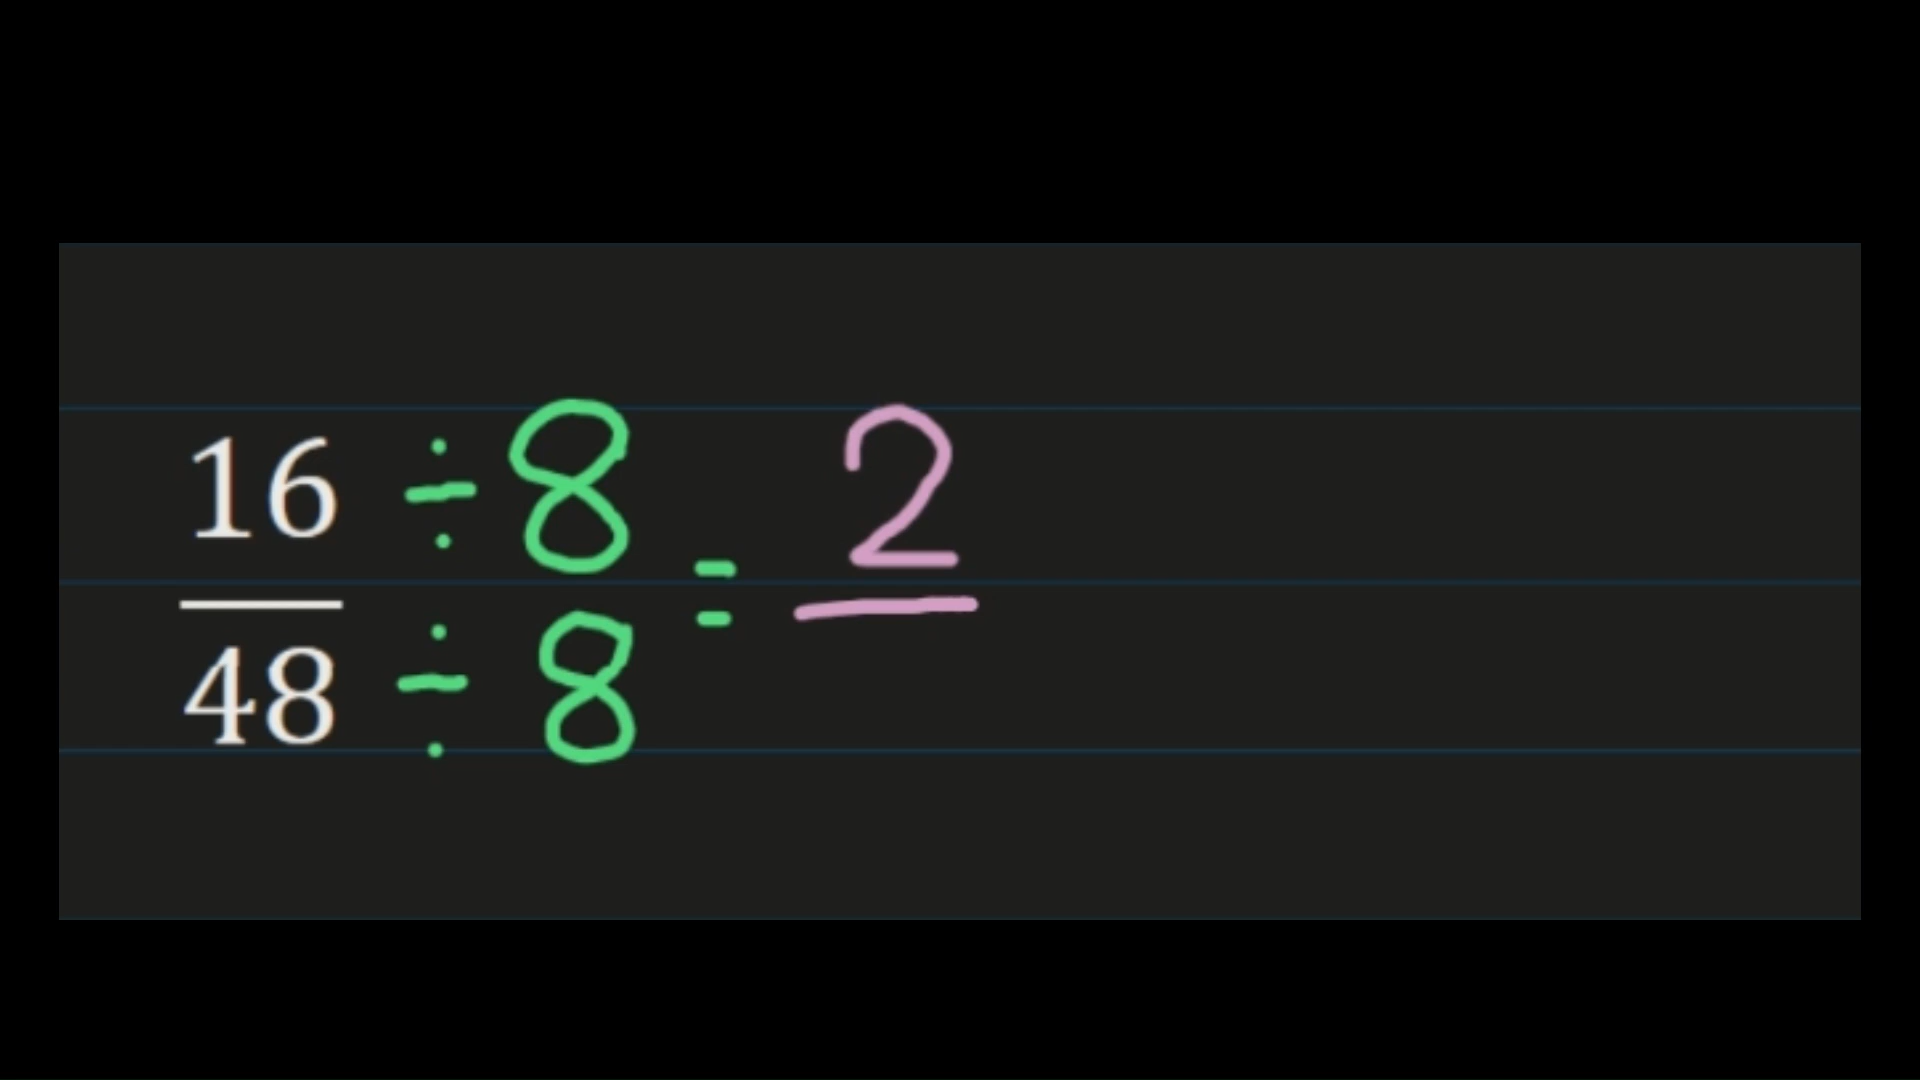 16 ÷ 8 = 2
48 ÷ 8